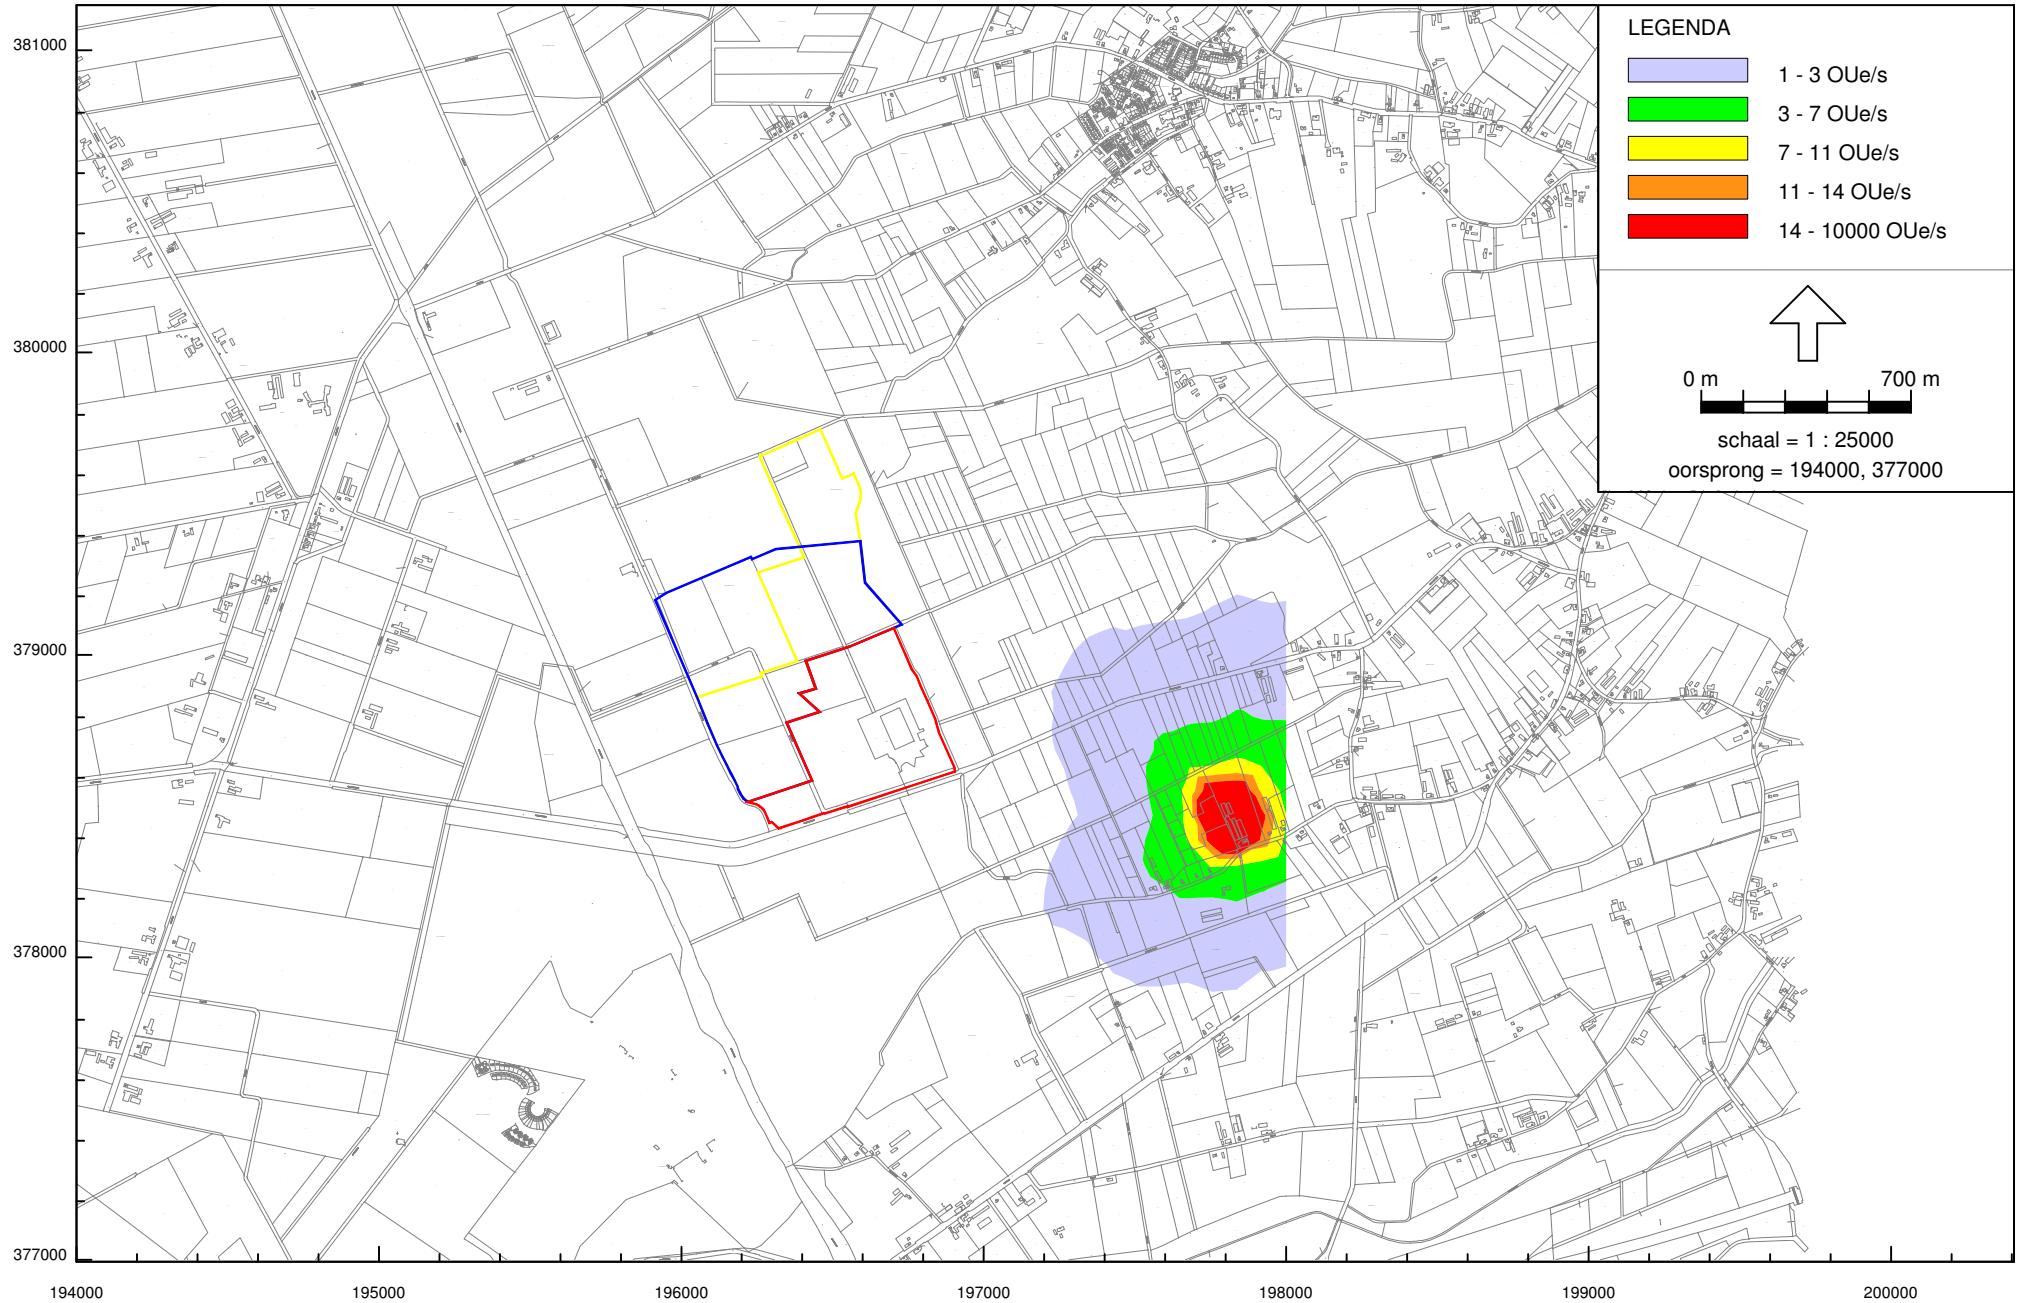 381000
380000
379000
378000
377000
194000
195000
196000
197000
198000
199000
200000
LEGENDA
1 - 3 OUe/s
3 - 7 OUe/s
7 - 11 OUe/s
11 - 14 OUe/s
14 - 10000 OUe/s
0 m 700 m
schaal = 1 : 25000
oorsprong = 194000, 377000